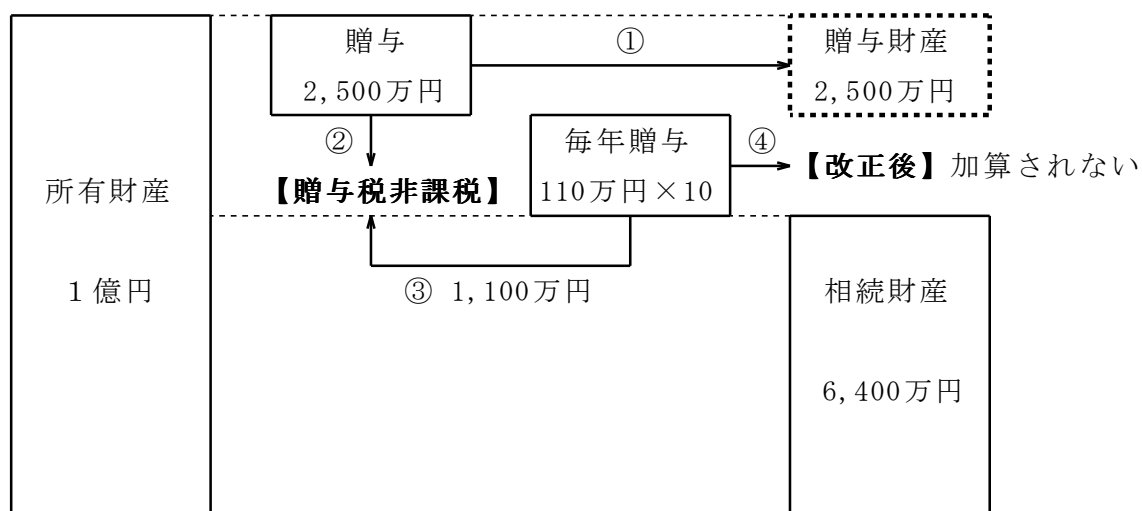 贈与
2,500万円
①
贈与財産
2,500万円
②
毎年贈与
110万円×10
④
【改正後】加算されない
所有財産
【贈与税非課税】
1億円
③ 1,100万円
相続財産
6,400万円